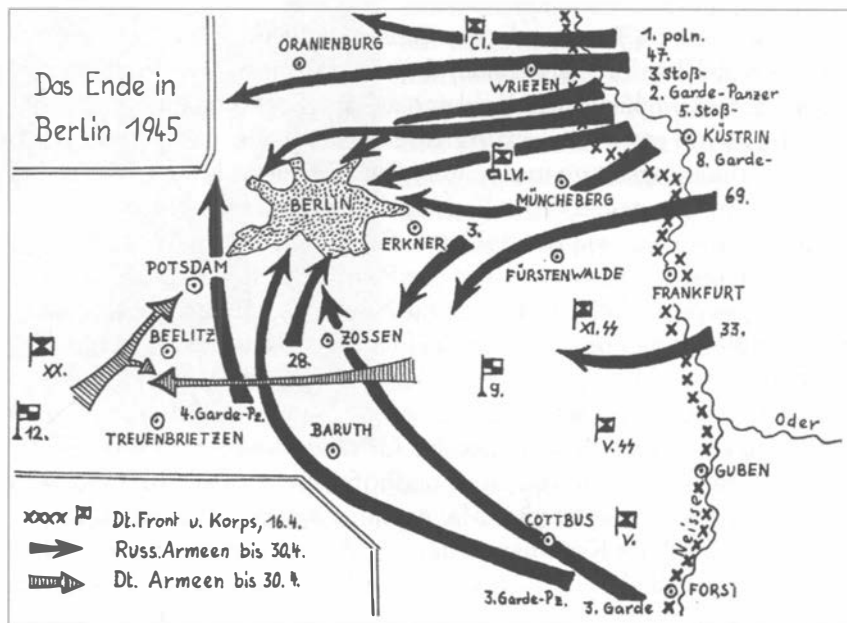 Das Ende in
Berlin 1945
ORANIENBURG
CI.
1. poln.
47.
3. Stoß-
2. Garde-Panzer
5. Stoß-
WRIEZEN
KÜSTRIN
8. Garde-
LVI.
MÜNCHEBERG
BERLIN
69.
ERKNER
3.
FÜRSTENWALDE
POTSDAM
FRANKFURT
BEELITZ
XX.
ZOSSEN
28.
XI.SS
33.
9.
12.
4.Garde-Pz.
TREUENBRIETZEN
BARUTH
V.SS
Oder
GUBEN
Neisse
COTTBUS
V.
FORST
3.Garde-Pz.
3. Garde
xxxx Dt. Front u. Korps, 16.4.
Russ. Armeen bis 30.4.
Dt. Armeen bis 30.4.